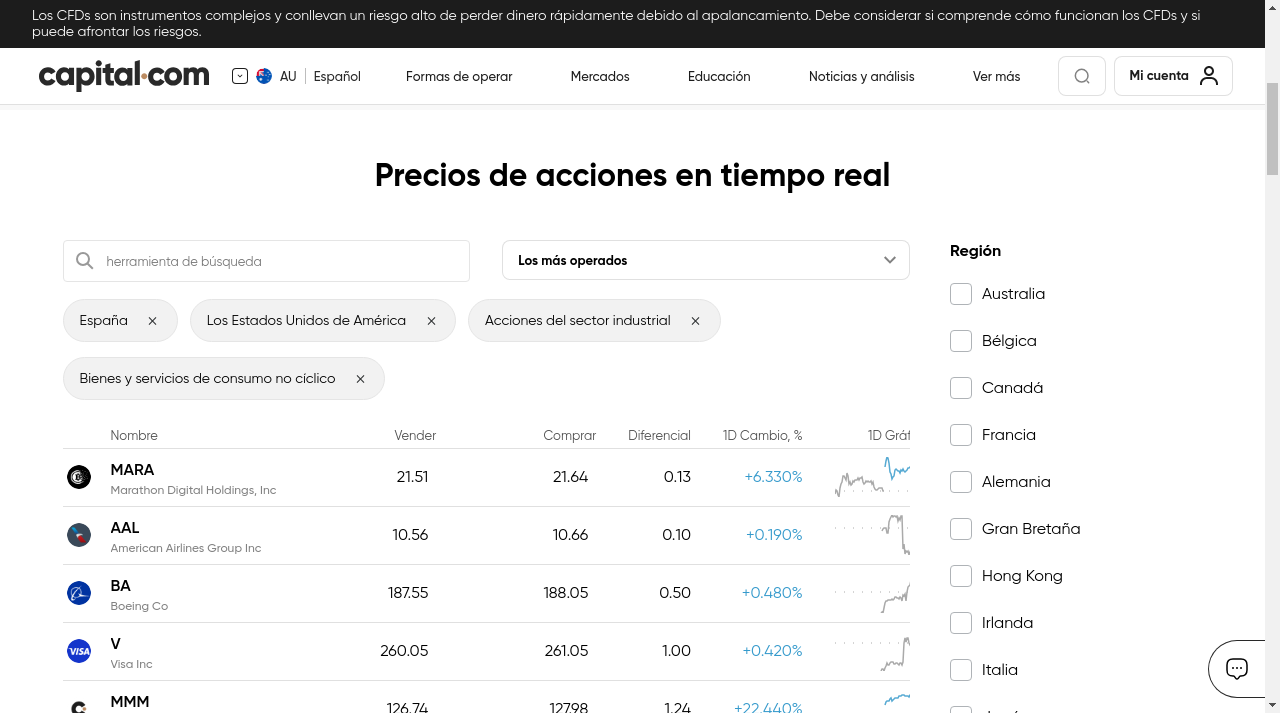 Los CFDs son instrumentos complejos y conllevan un riesgo alto de perder dinero rápidamente debido al apalancamiento. Debe considerar si comprende cómo funcionan los CFDs y si
puede afrontar los riesgos.
capital.com
AU Español
Formas de operar
Mercados
Educación
Noticias y análisis
Ver más
Mi cuenta
Precios de acciones en tiempo real
herramienta de búsqueda
Los más operados
España ×
Los Estados Unidos de América ×
Acciones del sector industrial ×
Bienes y servicios de consumo no cíclico ×
Nombre Vender Comprar Diferencial 1D Cambio, % 1D Gráf
MARA 21.51 21.64 0.13 +6.330%
Marathon Digital Holdings, Inc
AAL 10.56 10.66 0.10 +0.190%
American Airlines Group Inc
BA 187.55 188.05 0.50 +0.480%
Boeing Co
VISA
V 260.05 261.05 1.00 +0.420%
Visa Inc
MMM 126.74 127.98 1.24 +22.440%
Región
Australia
Bélgica
Canadá
Francia
Alemania
Gran Bretaña
Hong Kong
Irlanda
Italia